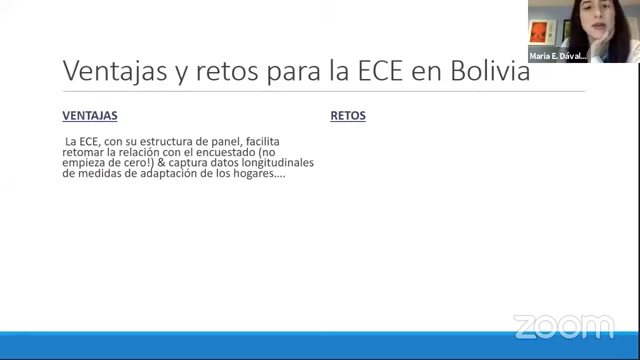 Maria E. Dával...
Ventajas y retos para la ECE en Bolivia
VENTAJAS
La ECE, con su estructura de panel, facilita
retomar la relación con el encuestado (no
empieza de cero!) & captura datos longitudinales
de medidas de adaptación de los hogares....
RETOS
zoom